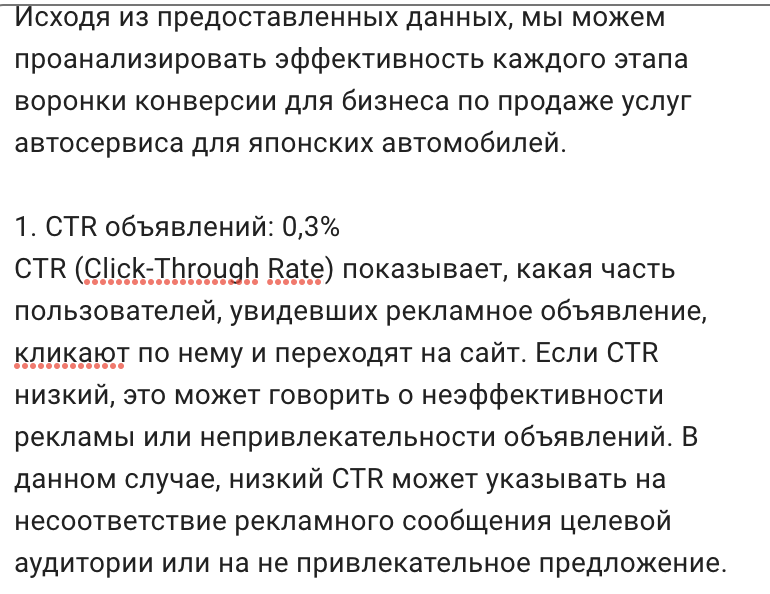 Исходя из предоставленных данных, мы можем
проанализировать эффективность каждого этапа
воронки конверсии для бизнеса по продаже услуг
автосервиса для японских автомобилей.
1. CTR объявлений: 0,3%
CTR (Click-Through Rate) показывает, какая часть
пользователей, увидевших рекламное объявление,
кликают по нему и переходят на сайт. Если CTR
низкий, это может говорить о неэффективности
рекламы или непривлекательности объявлений. В
данном случае, низкий CTR может указывать на
несоответствие рекламного сообщения целевой
аудитории или на не привлекательное предложение.